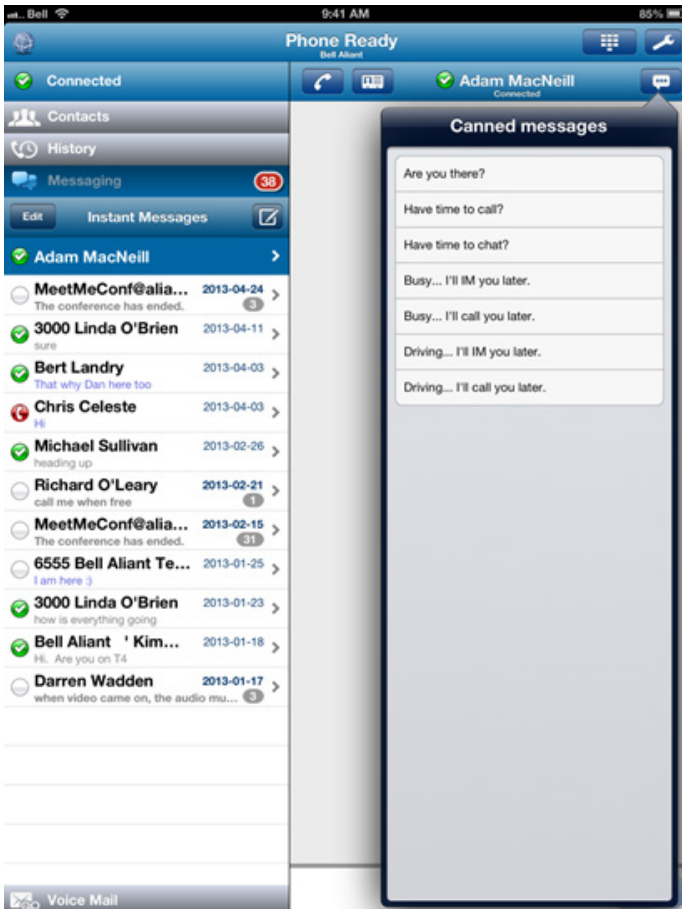 Bell
9:41 AM
85%
Phone Ready
Bell Aliant
Connected
Adam MacNeill
Connected
Contacts
History
Messaging
38
Edit
Instant Messages
Adam MacNeill
MeetMeConf@alia...
2013-04-24
The conference has ended.
3
3000 Linda O'Brien
2013-04-11
sure
Bert Landry
2013-04-03
That why Dan here too
Chris Celeste
2013-04-03
Hi
Michael Sullivan
2013-02-26
heading up
Richard O'Leary
2013-02-21
call me when free
1
MeetMeConf@alia...
2013-02-15
The conference has ended.
31
6555 Bell Aliant Te...
2013-01-25
I am here :)
3000 Linda O'Brien
2013-01-23
how is everything going
Bell Aliant ' Kim...
2013-01-18
Hi. Are you on T4
Darren Wadden
2013-01-17
when video came on, the audio mu...
3
Voice Mail
Canned messages
Are you there?
Have time to call?
Have time to chat?
Busy... I'll IM you later.
Busy... I'll call you later.
Driving... I'll IM you later.
Driving... I'll call you later.